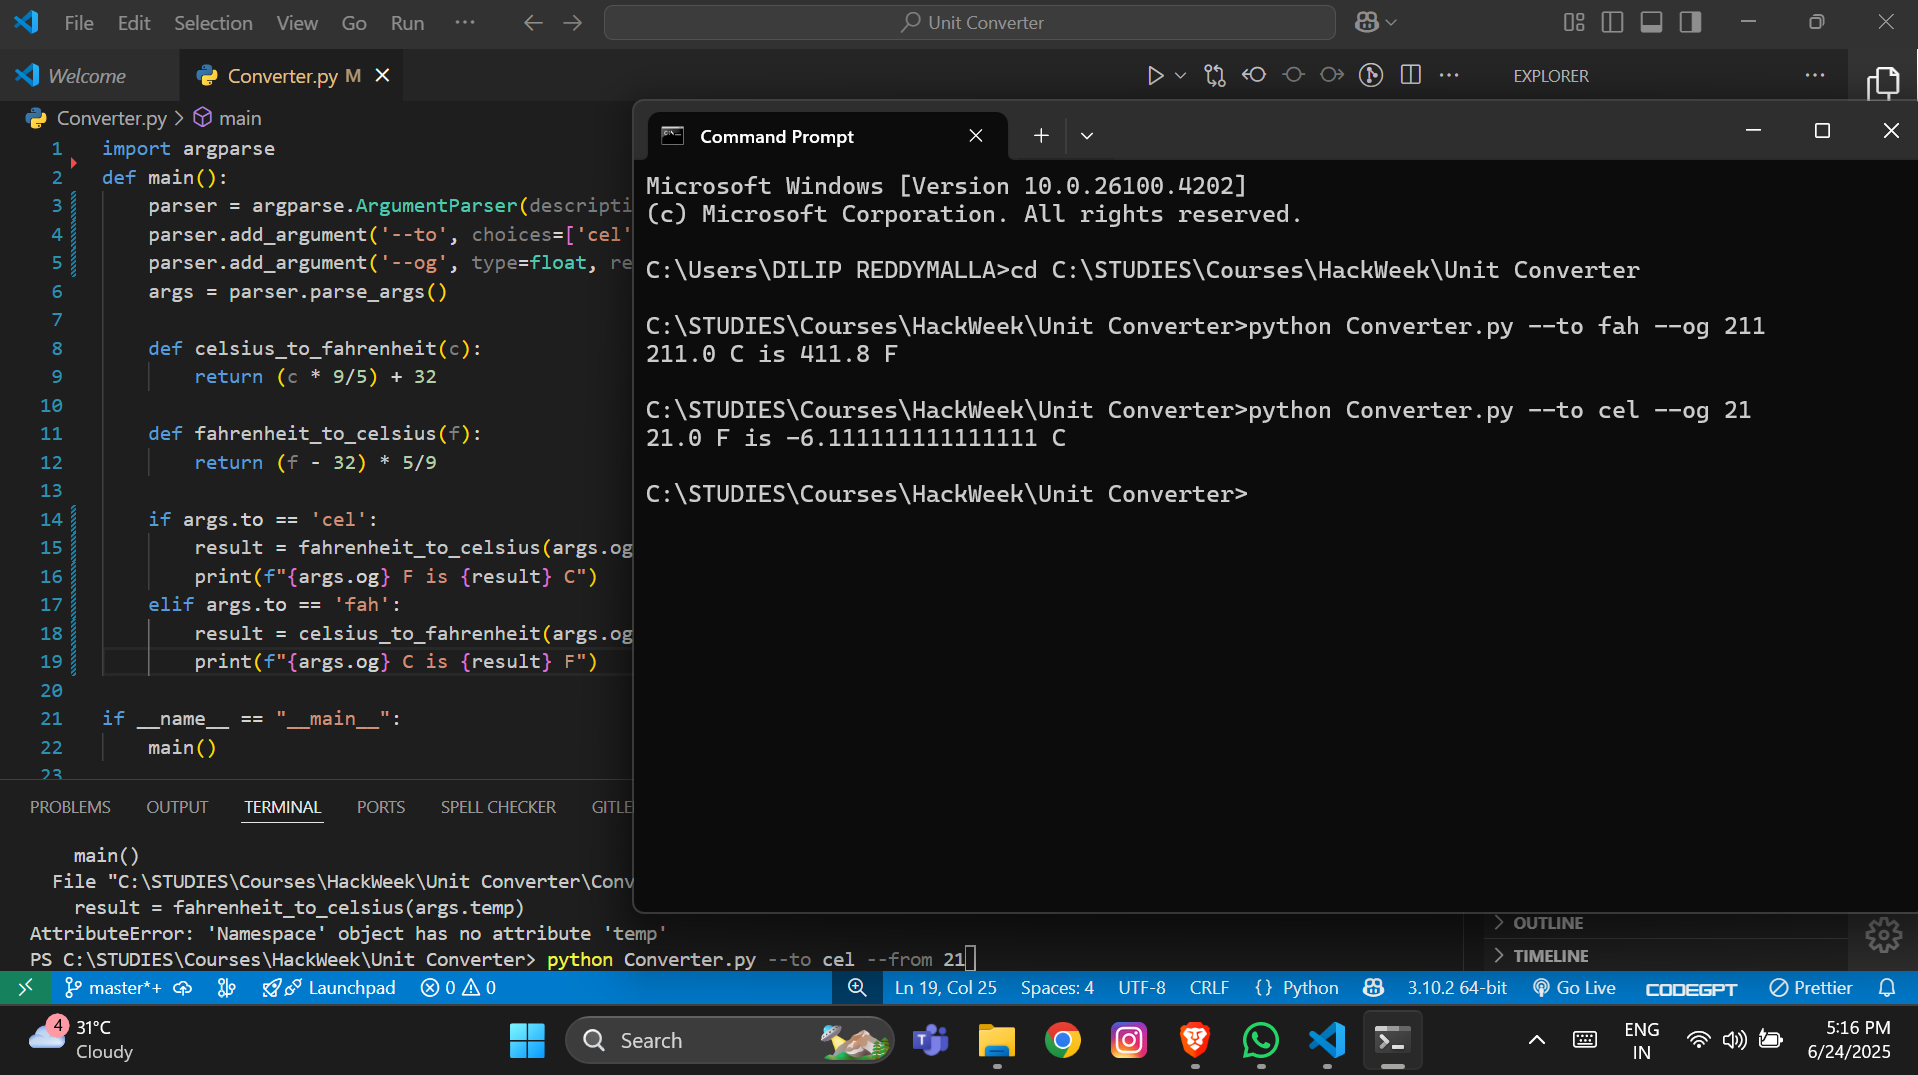 File Edit Selection View Go Run ··· Unit Converter
Welcome
Converter.py M
EXPLORER
Converter.py > main
1 import argparse
2 def main():
3 parser = argparse.ArgumentParser(descripti
4 parser.add_argument('--to', choices=['cel'
5 parser.add_argument('--og', type=float, re
6 args = parser.parse_args()
7
8 def celsius_to_fahrenheit(c):
9 return (c * 9/5) + 32
10
11 def fahrenheit_to_celsius(f):
12 return (f - 32) * 5/9
13
14 if args.to == 'cel':
15 result = fahrenheit_to_celsius(args.og
16 print(f"{args.og} F is {result} C")
17 elif args.to == 'fah':
18 result = celsius_to_fahrenheit(args.og
19 print(f"{args.og} C is {result} F")
20
21 if __name__ == "__main__":
22 main()
23
Command Prompt
Microsoft Windows [Version 10.0.26100.4202]
(c) Microsoft Corporation. All rights reserved.
C:\Users\DILIP REDDYMALLA>cd C:\STUDIES\Courses\HackWeek\Unit Converter
C:\STUDIES\Courses\HackWeek\Unit Converter>python Converter.py --to fah --og 211
211.0 C is 411.8 F
C:\STUDIES\Courses\HackWeek\Unit Converter>python Converter.py --to cel --og 21
21.0 F is -6.111111111111111 C
C:\STUDIES\Courses\HackWeek\Unit Converter>
PROBLEMS OUTPUT TERMINAL PORTS SPELL CHECKER GITLE
main()
File "C:\STUDIES\Courses\HackWeek\Unit Converter\Conv
result = fahrenheit_to_celsius(args.temp)
AttributeError: 'Namespace' object has no attribute 'temp'
PS C:\STUDIES\Courses\HackWeek\Unit Converter> python Converter.py --to cel --from 21
OUTLINE
TIMELINE
master*+ Launchpad 0 0 Ln 19, Col 25 Spaces: 4 UTF-8 CRLF {} Python 3.10.2 64-bit Go Live CODEGPT Prettier
4 31°C
Cloudy
Search
ENG
IN
5:16 PM
6/24/2025